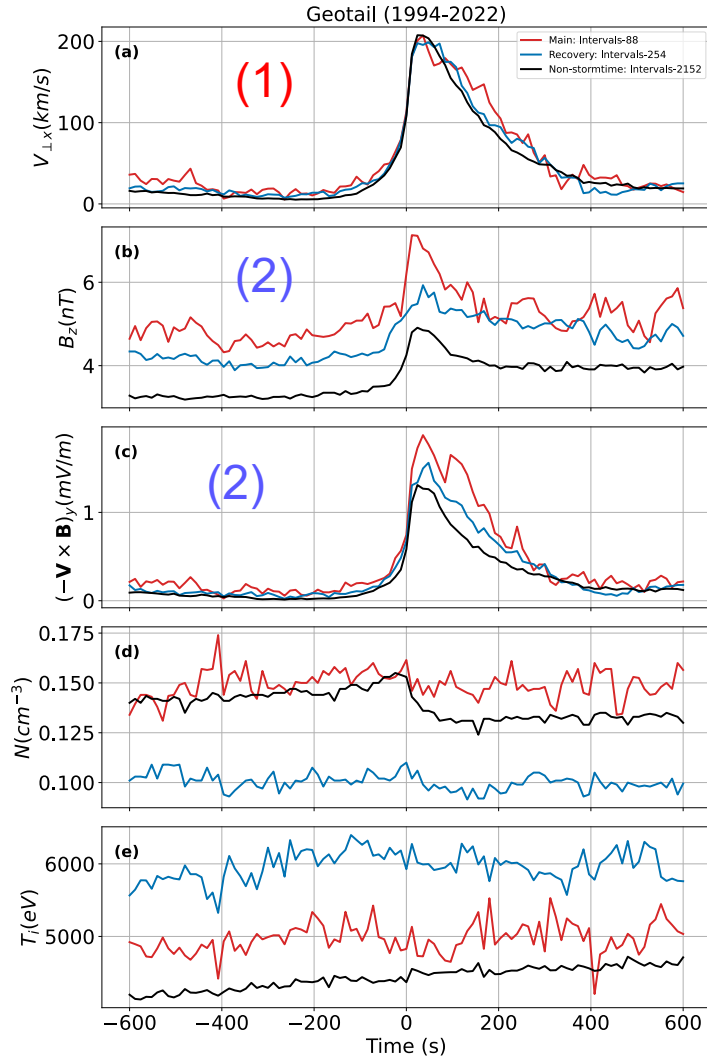 Geotail (1994-2022)
(a)
(1)
Main: Intervals-88
Recovery: Intervals-254
Non-stormtime: Intervals-2152
200
100
0
V⊥x(km/s)
(b)
(2)
6
4
Bz(nT)
(c)
(2)
1
0
(−V × B)y(mV/m)
(d)
0.175
0.150
0.125
0.100
N(cm⁻³)
(e)
6000
5000
Ti(eV)
−600 −400 −200 0 200 400 600
Time (s)